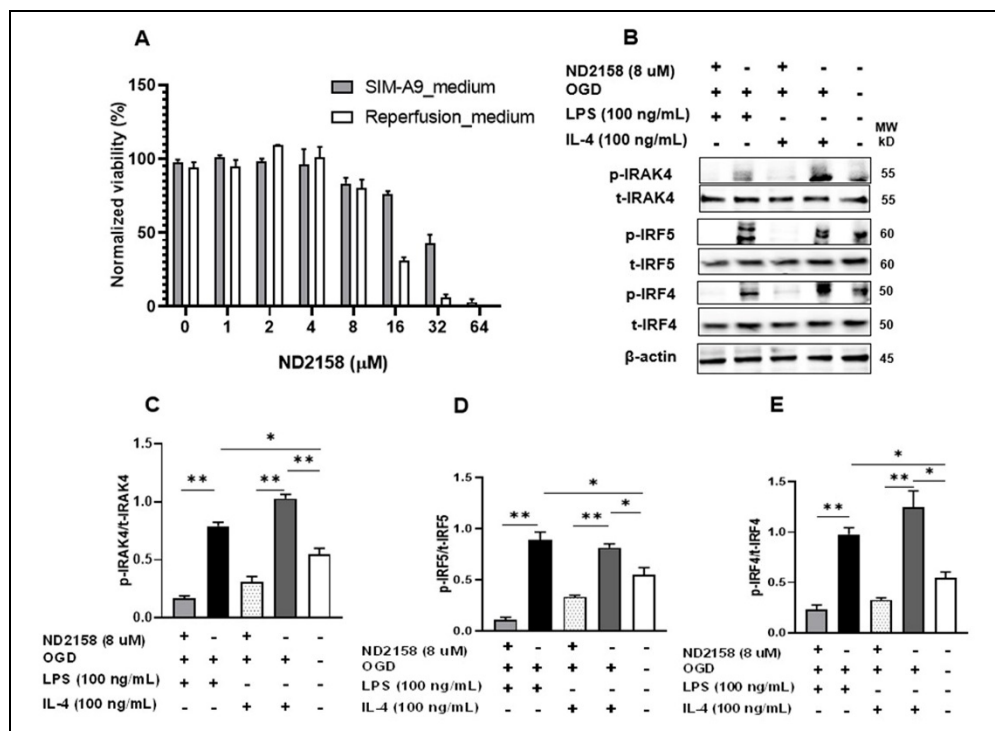 A
150
100
50
0
Normalized viability (%)
SIM-A9_medium
Reperfusion_medium
0 1 2 4 8 16 32 64
ND2158 (μM)
B
ND2158 (8 uM) + - + - -
OGD + + + + -
LPS (100 ng/mL) + + - - -
IL-4 (100 ng/mL) - - + + -
MW
kD
p-IRAK4 55
t-IRAK4 55
p-IRF5 60
t-IRF5 60
p-IRF4 50
t-IRF4 50
β-actin 45
C
p-IRAK4/t-IRAK4
1.5
1.0
0.5
0.0
*
** ** **
ND2158 (8 uM) + - + - -
OGD + + + + -
LPS (100 ng/mL) + + - - -
IL-4 (100 ng/mL) - - + + -
D
p-IRF5/t-IRF5
1.5
1.0
0.5
0.0
*
** ** *
ND2158 (8 uM) + - + - -
OGD + + + + -
LPS (100 ng/mL) + + - - -
IL-4 (100 ng/mL) - - + + -
E
p-IRF4/t-IRF4
1.5
1.0
0.5
0.0
*
** ** *
ND2158 (8 uM) + - + - -
OGD + + + + -
LPS (100 ng/mL) + + - - -
IL-4 (100 ng/mL) - - + + -